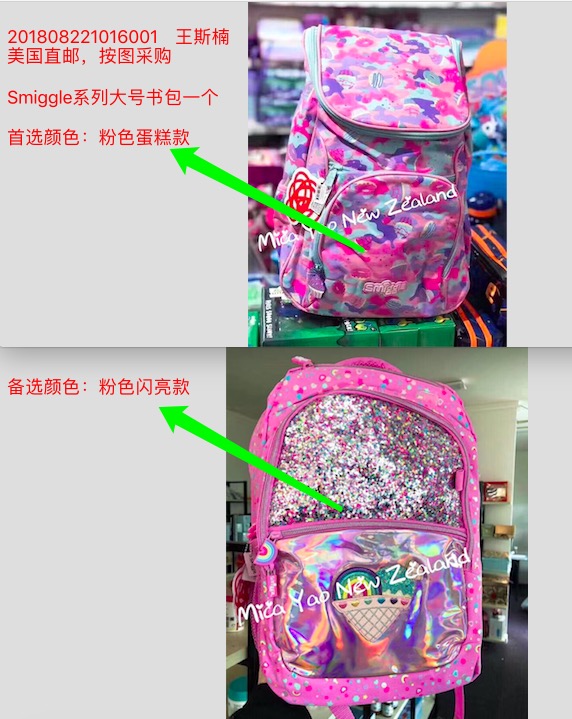 201808221016001 王斯楠
美国直邮，按图采购
Smiggle系列大号书包一个
首选颜色：粉色蛋糕款
Mica Yap New Zealand
Smiggle
备选颜色：粉色闪亮款
Mica Yap New Zealand